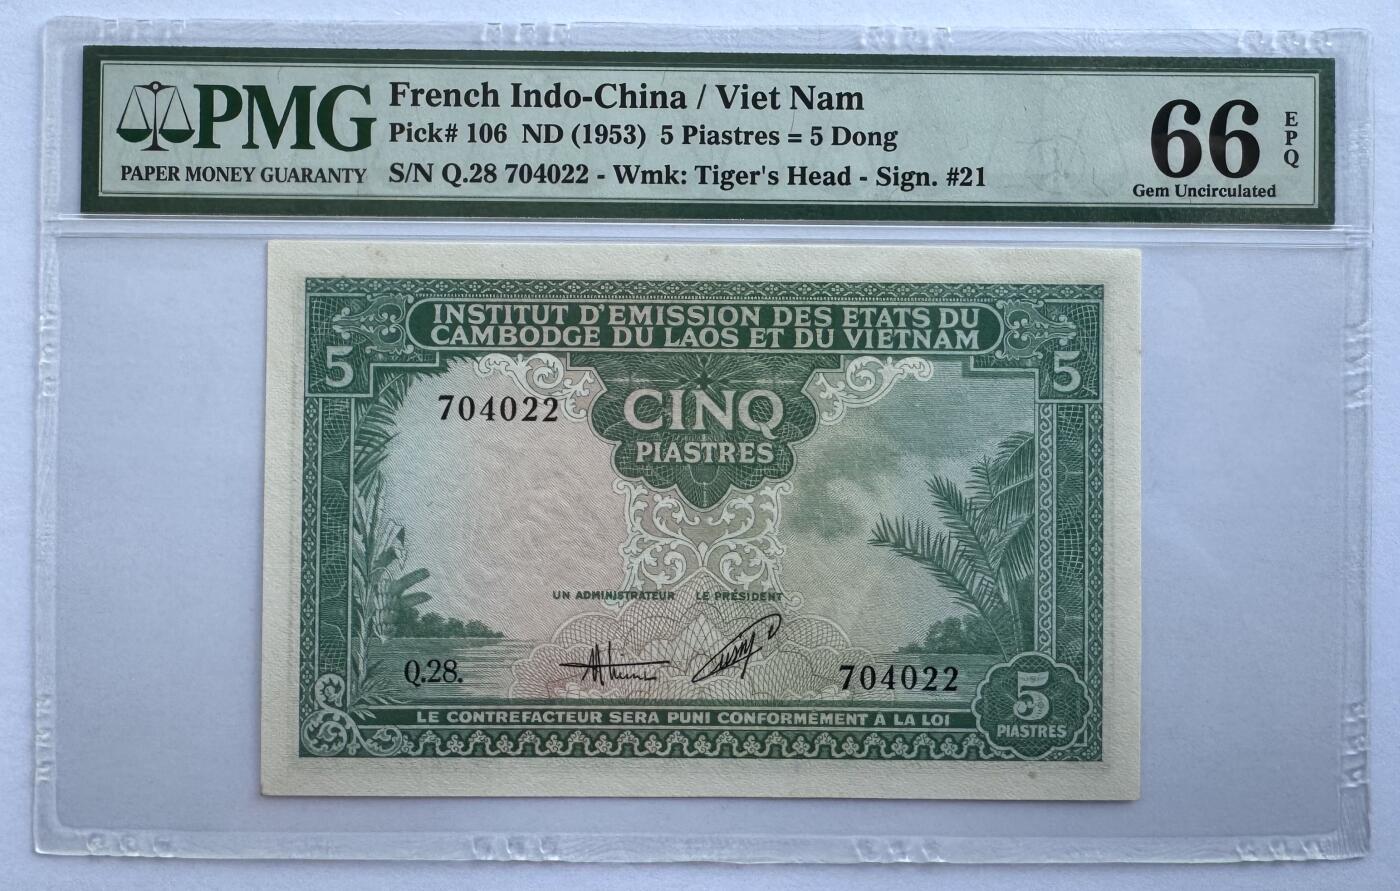 PMG
PAPER MONEY GUARANTY
French Indo-China / Viet Nam
Pick# 106 ND (1953) 5 Piastres = 5 Dong
S/N Q.28 704022 - Wmk: Tiger's Head - Sign. #21
66
EPQ
Gem Uncirculated
INSTITUT D'EMISSION DES ETATS DU
CAMBODGE DU LAOS ET DU VIETNAM
5
5
704022
CINQ
PIASTRES
UN ADMINISTRATEUR LE PRÉSIDENT
Q.28.
704022
5
PIASTRES
LE CONTREFACTEUR SERA PUNI CONFORMÉMENT À LA LOI